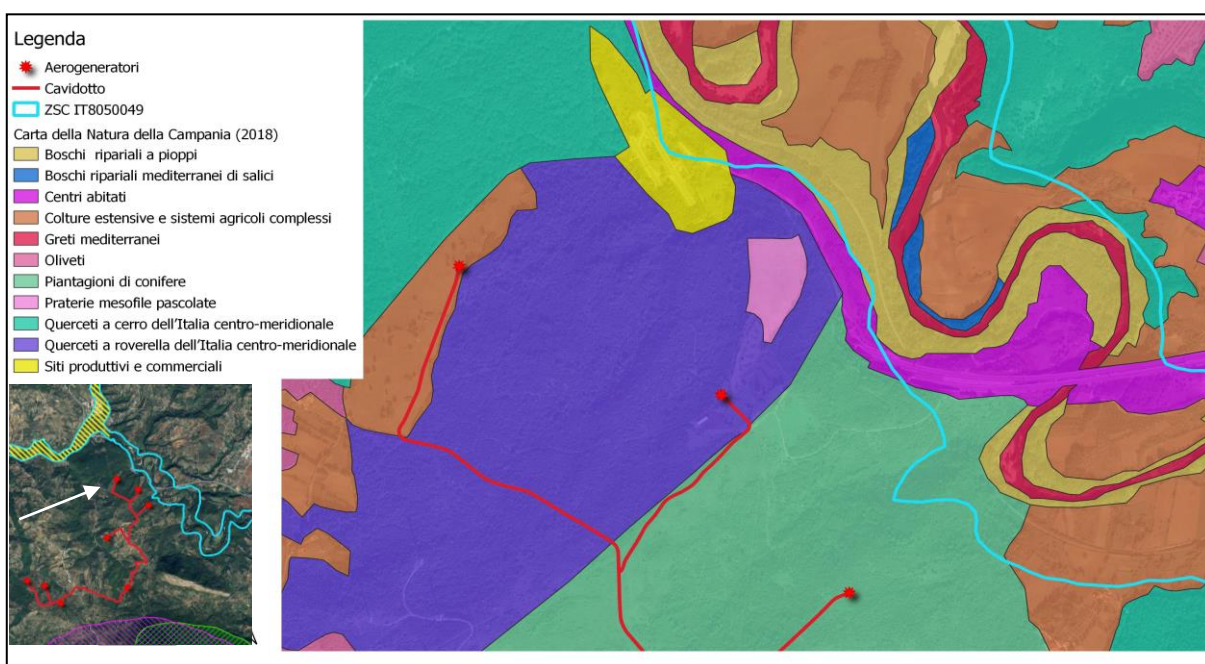 Legenda
Aerogeneratori
Cavidotto
ZSC IT8050049
Carta della Natura della Campania (2018)
Boschi ripariali a pioppi
Boschi ripariali mediterranei di salici
Centri abitati
Colture estensive e sistemi agricoli complessi
Greti mediterranei
Oliveti
Piantagioni di conifere
Praterie mesofile pascolate
Querceti a cerro dell'Italia centro-meridionale
Querceti a roverella dell'Italia centro-meridionale
Siti produttivi e commerciali